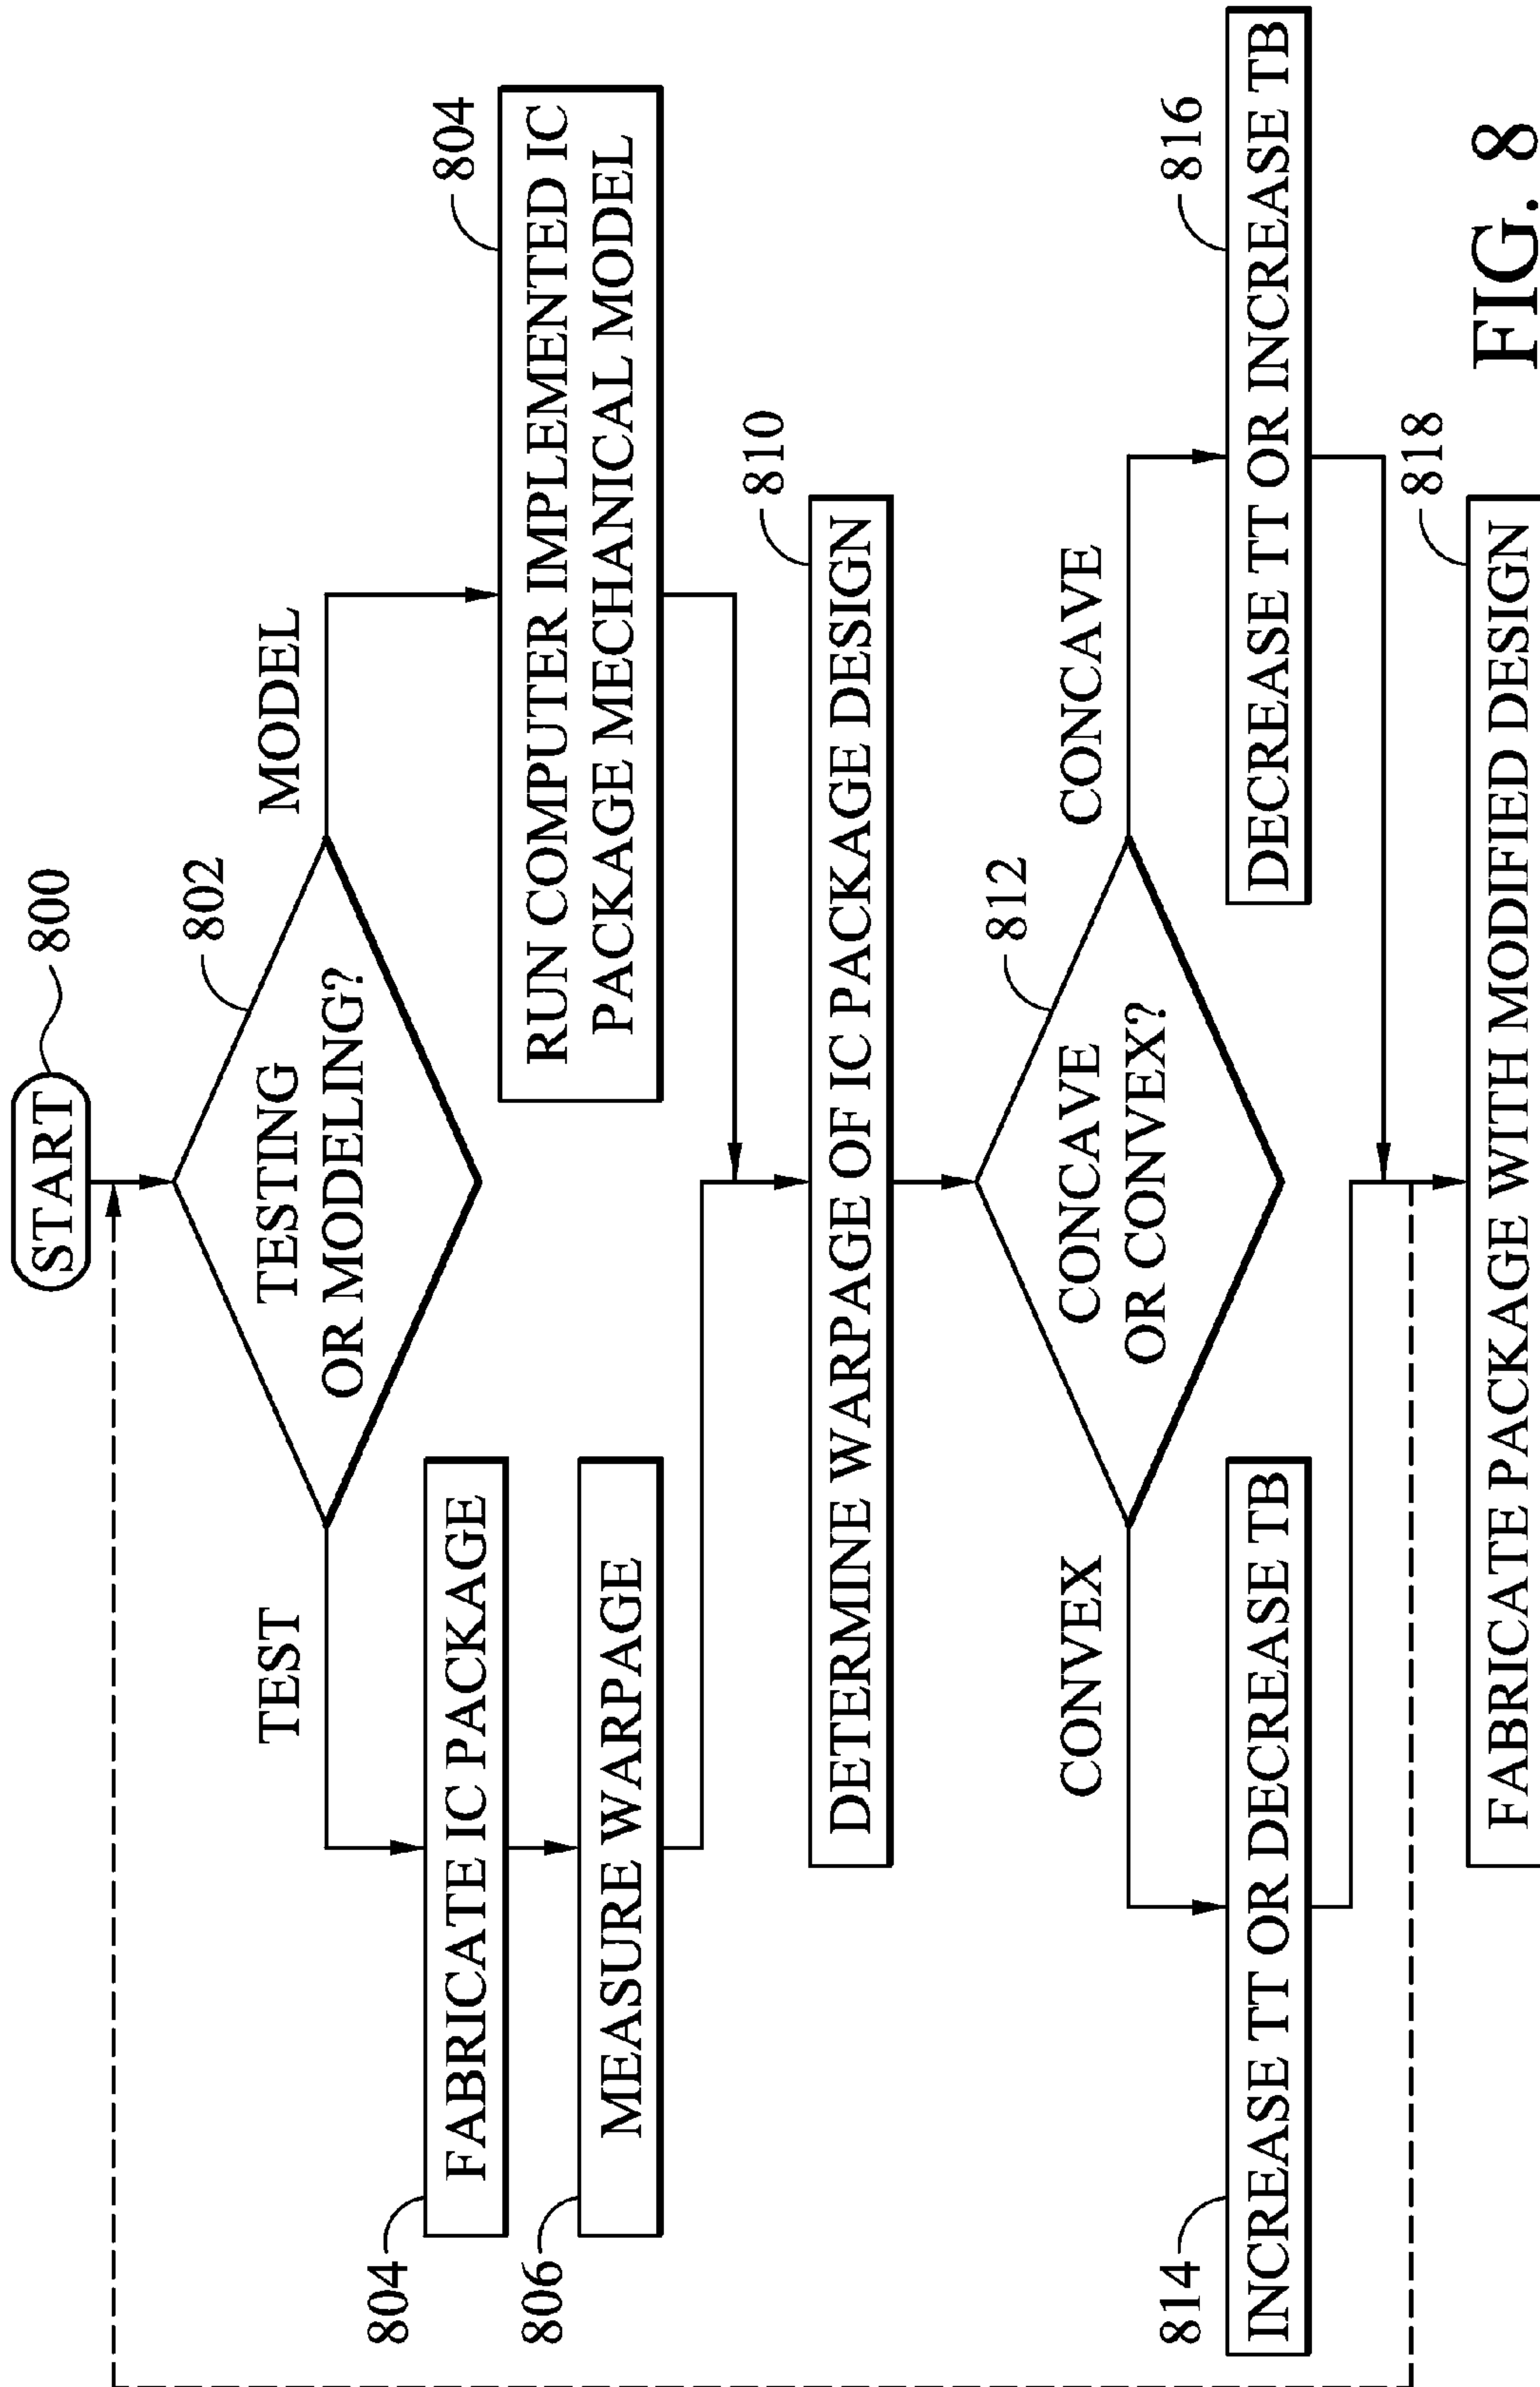 START
800
802
TESTING
OR MODELING?
TEST
MODEL
804
FABRICATE IC PACKAGE
804
RUN COMPUTER IMPLEMENTED IC
PACKAGE MECHANICAL MODEL
806
MEASURE WARPAGE
810
DETERMINE WARPAGE OF IC PACKAGE DESIGN
812
CONCAVE
OR CONVEX?
CONVEX
CONCAVE
814
INCREASE TT OR DECREASE TB
816
DECREASE TT OR INCREASE TB
818
FABRICATE PACKAGE WITH MODIFIED DESIGN
FIG. 8